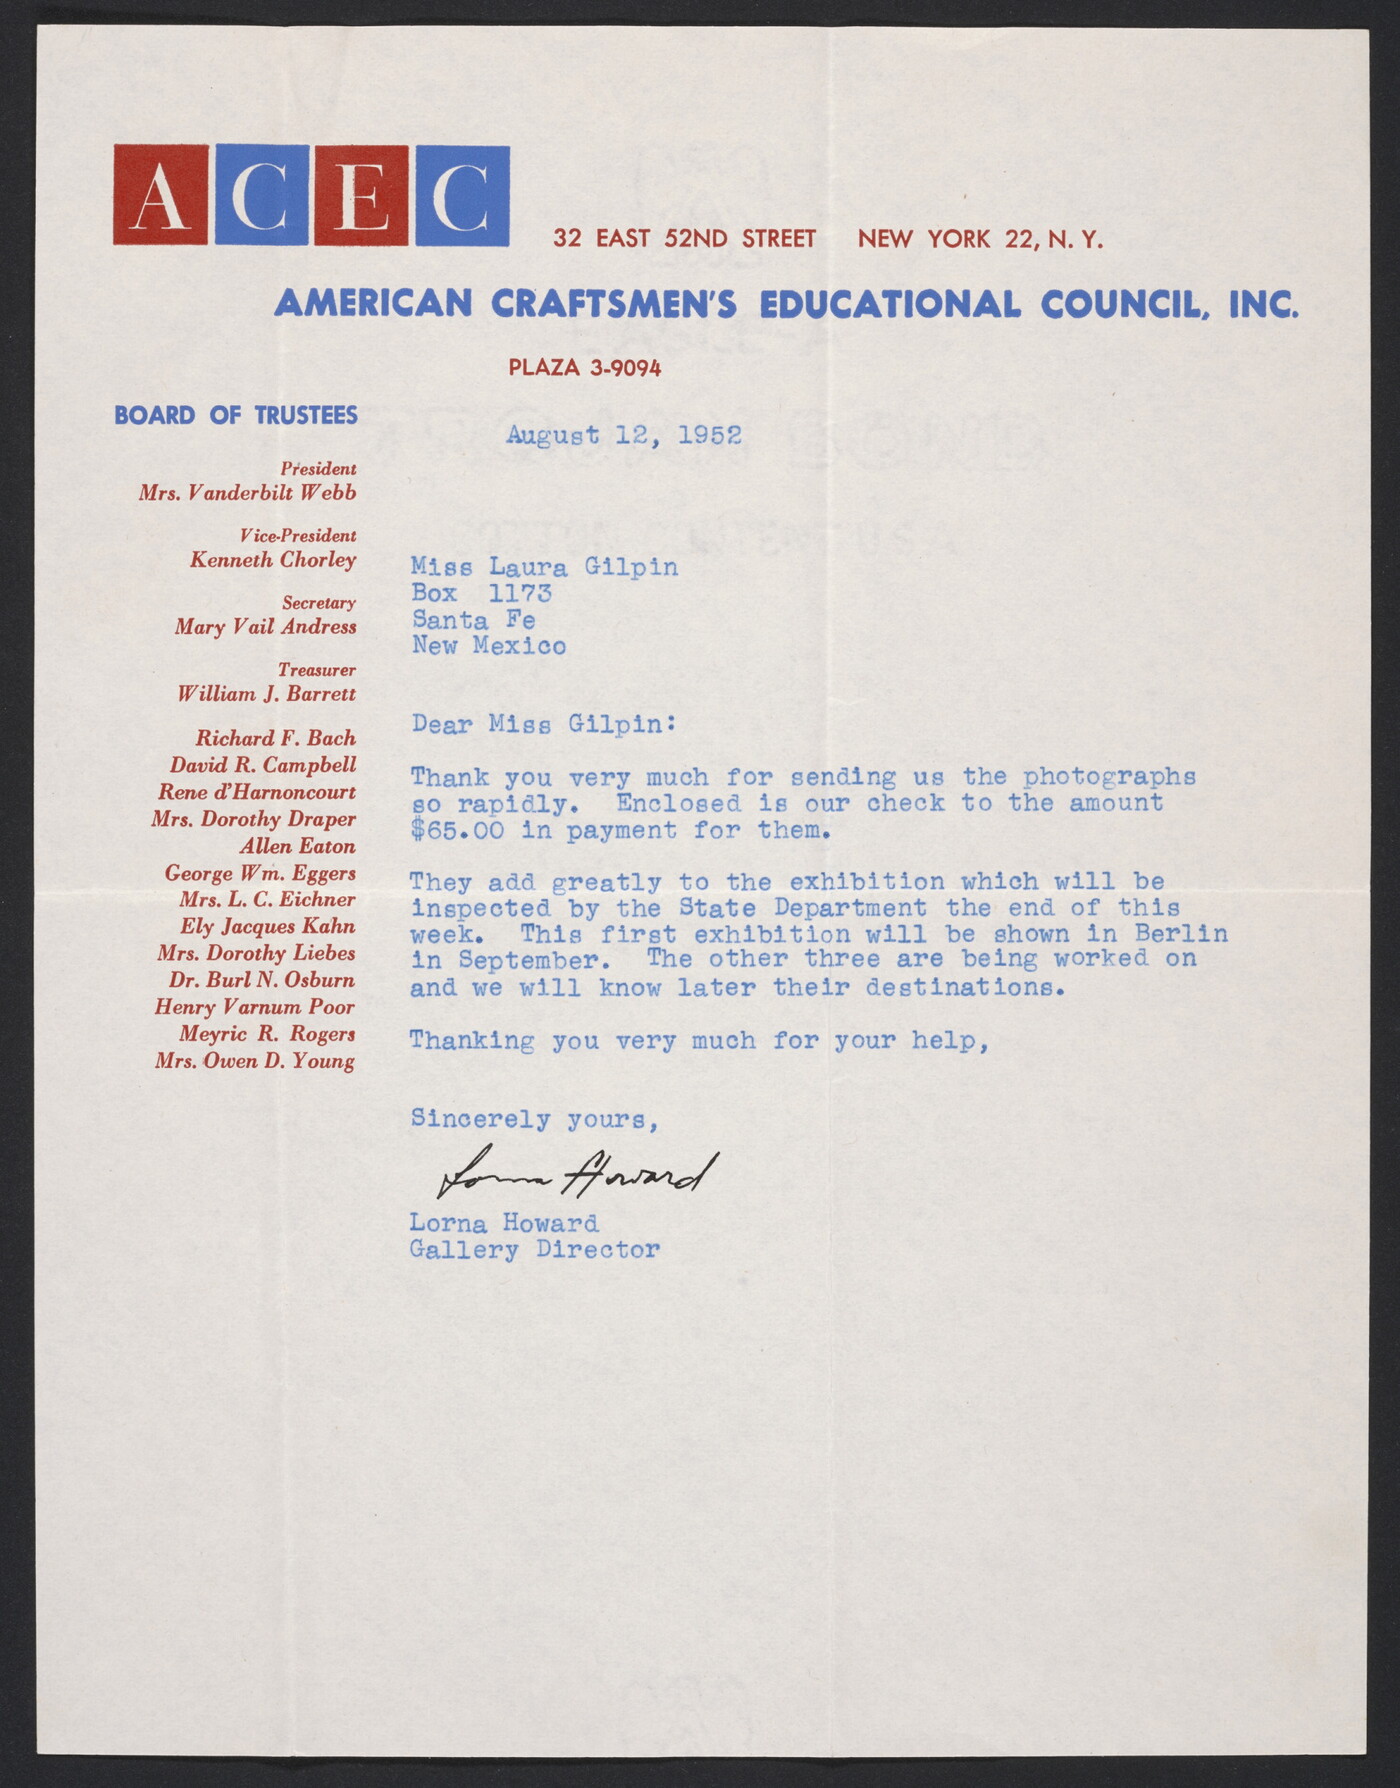 ACEC
32 EAST 52ND STREET NEW YORK 22, N. Y.
AMERICAN CRAFTSMEN'S EDUCATIONAL COUNCIL, INC.
PLAZA 3-9094
BOARD OF TRUSTEES
President
Mrs. Vanderbilt Webb
Vice-President
Kenneth Chorley
Secretary
Mary Vail Andress
Treasurer
William J. Barrett
Richard F. Bach
David R. Campbell
Rene d'Harnoncourt
Mrs. Dorothy Draper
Allen Eaton
George Wm. Eggers
Mrs. L. C. Eichner
Ely Jacques Kahn
Mrs. Dorothy Liebes
Dr. Burl N. Osburn
Henry Varnum Poor
Meyric R. Rogers
Mrs. Owen D. Young
August 12, 1952
Miss Laura Gilpin
Box 1173
Santa Fe
New Mexico
Dear Miss Gilpin:
Thank you very much for sending us the photographs
so rapidly. Enclosed is our check to the amount
$65.00 in payment for them.
They add greatly to the exhibition which will be
inspected by the State Department the end of this
week. This first exhibition will be shown in Berlin
in September. The other three are being worked on
and we will know later their destinations.
Thanking you very much for your help,
Sincerely yours,
Lorna Howard
Lorna Howard
Gallery Director